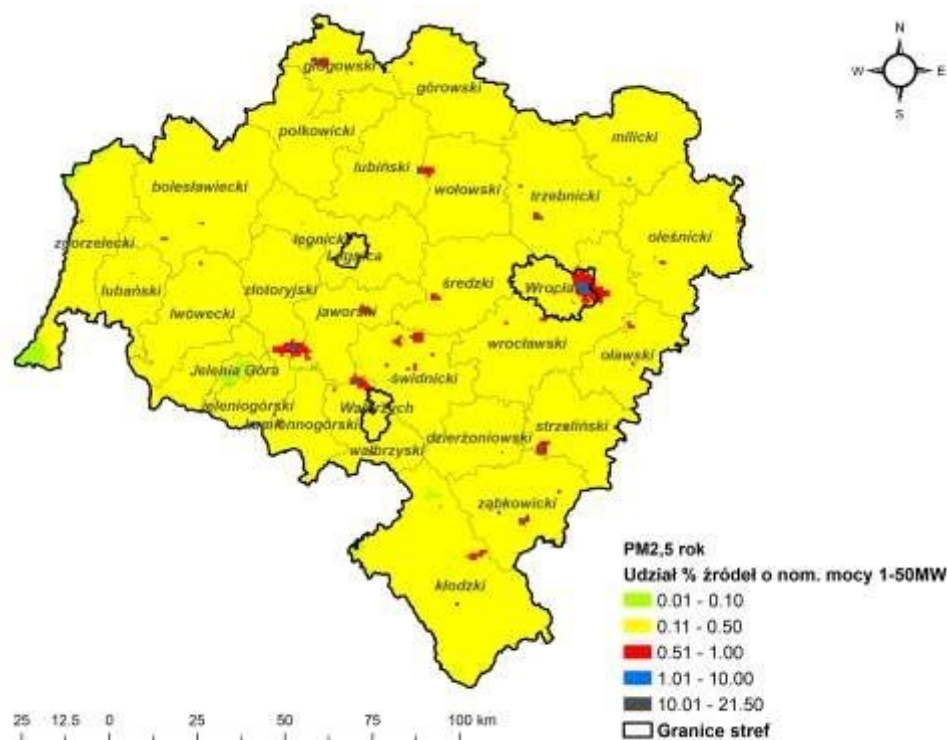 N
W E
S
głogowski
górowski
polkowicki
milicki
lubiński
bolesławiecki
wołowski
trzebnicki
oleśnicki
zgorzelecki
legnicki
Legnica
lubański
złotoryjski
średzki
Wrocła
lwówecki
jaworski
wrocławski
oławski
Jelenia Góra
świdnicki
jeleniogórski
Wałbrzych
kamiennogórski
strzeliński
dzierżoniowski
wałbrzyski
ząbkowicki
kłodzki
PM2,5 rok
Udział % źródeł o nom. mocy 1-50MW
0.01 - 0.10
0.11 - 0.50
0.51 - 1.00
1.01 - 10.00
10.01 - 21.50
Granice stref
25 12.5 0 25 50 75 100 km